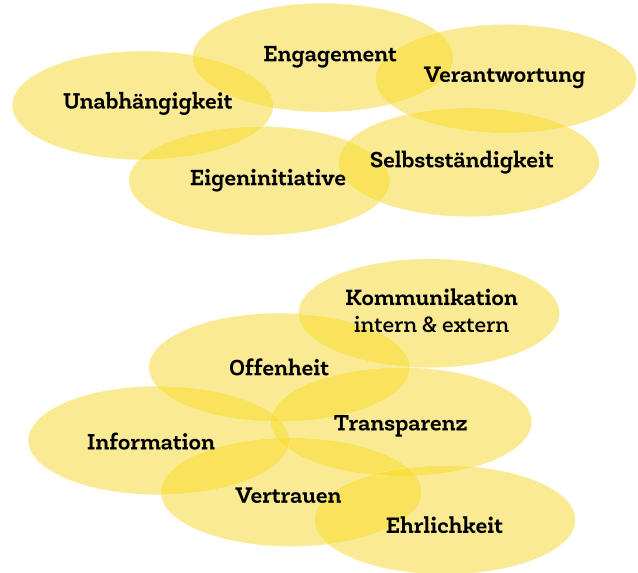 Engagement
Verantwortung
Unabhängigkeit
Selbstständigkeit
Eigeninitiative
Kommunikation
intern & extern
Offenheit
Transparenz
Information
Vertrauen
Ehrlichkeit